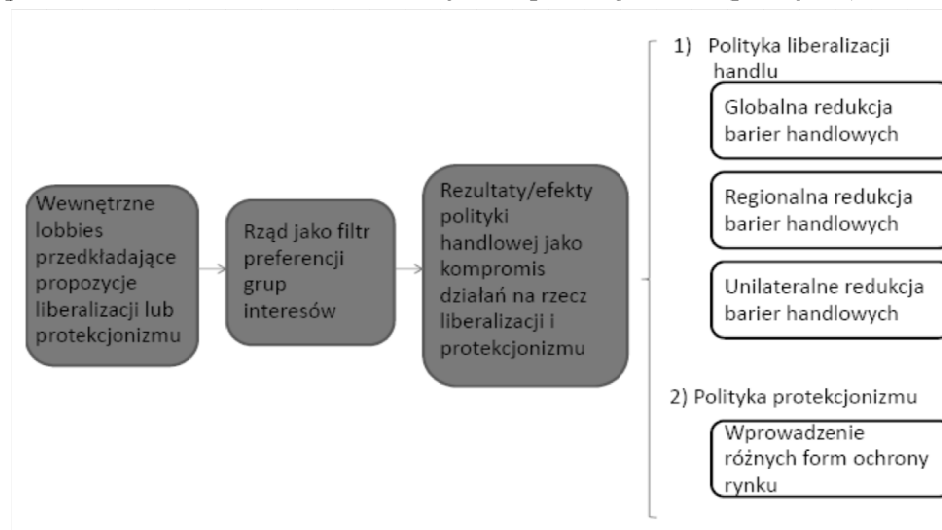 Wewnętrzne
lobbies
przedkładające
propozycje
liberalizacji lub
protekcjonizmu
Rząd jako filtr
preferencji
grup
interesów
Rezultaty/efekty
polityki
handlowej jako
kompromis
działań na rzecz
liberalizacji i
protekcjonizmu
1) Polityka liberalizacji
handlu
Globalna redukcja
barier handlowych
Regionalna redukcja
barier handlowych
Unilateralne redukcja
barier handlowych
2) Polityka protekcjonizmu
Wprowadzenie
różnych form ochrony
rynku